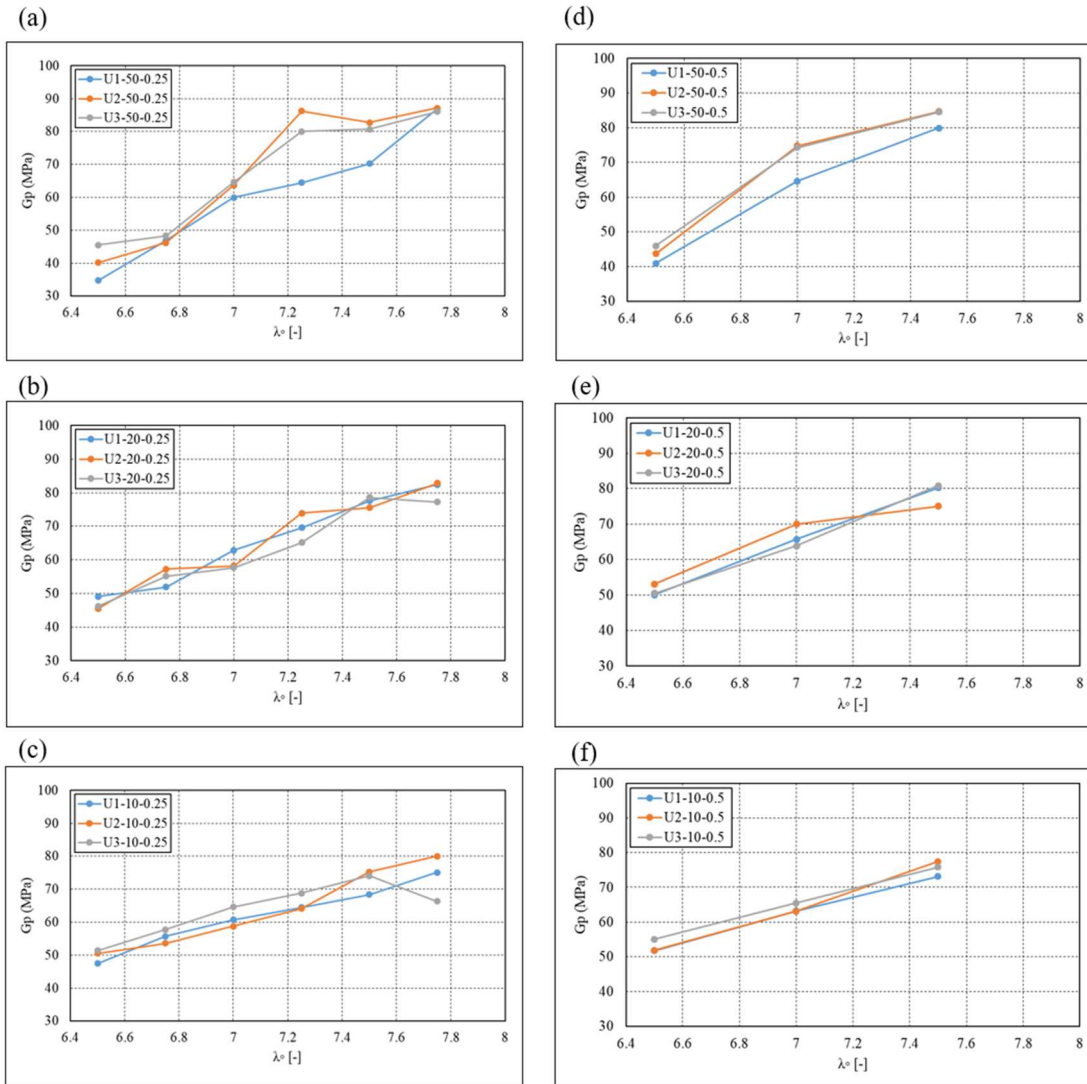 (a)
100
90
80
70
60
50
40
30
Gp (MPa)
U1-50-0.25
U2-50-0.25
U3-50-0.25
6.4 6.6 6.8 7 7.2 7.4 7.6 7.8 8
λ∘ [-]
(d)
100
90
80
70
60
50
40
30
Gp (MPa)
U1-50-0.5
U2-50-0.5
U3-50-0.5
6.4 6.6 6.8 7 7.2 7.4 7.6 7.8 8
λ∘ [-]
(b)
100
90
80
70
60
50
40
30
Gp (MPa)
U1-20-0.25
U2-20-0.25
U3-20-0.25
6.4 6.6 6.8 7 7.2 7.4 7.6 7.8 8
λ∘ [-]
(e)
100
90
80
70
60
50
40
30
Gp (MPa)
U1-20-0.5
U2-20-0.5
U3-20-0.5
6.4 6.6 6.8 7 7.2 7.4 7.6 7.8 8
λ∘ [-]
(c)
100
90
80
70
60
50
40
30
Gp (MPa)
U1-10-0.25
U2-10-0.25
U3-10-0.25
6.4 6.6 6.8 7 7.2 7.4 7.6 7.8 8
λ∘ [-]
(f)
100
90
80
70
60
50
40
30
Gp (MPa)
U1-10-0.5
U2-10-0.5
U3-10-0.5
6.4 6.6 6.8 7 7.2 7.4 7.6 7.8 8
λ∘ [-]